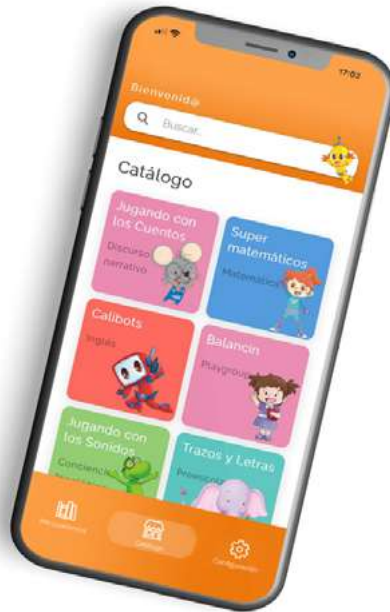 17:02
Bienvenid@
Buscar..
Catálogo
Jugando con
los Cuentos
Discurso
narrativo
Super
matemáticos
Matemática
Calibots
Inglés
Balancín
Playgroup
Jugando con
los Sonidos
Trazos y Letras
Catálogo
Configuración